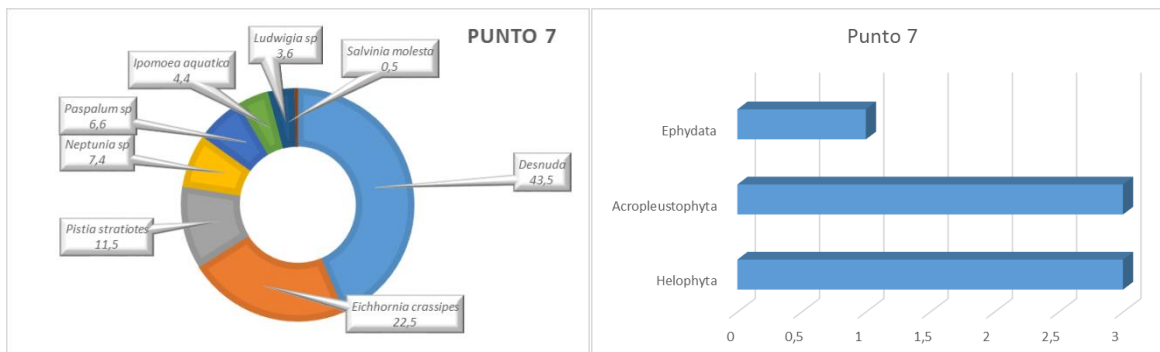 PUNTO 7
Ludwigia sp
3,6
Salvinia molesta
0,5
Ipomoea aquatica
4,4
Paspalum sp
6,6
Neptunia sp
7,4
Desnuda
43,5
Pistia stratiotes
11,5
Eichhornia crassipes
22,5
Punto 7
Ephydata
Acropleustophyta
Helophyta
0 0,5 1 1,5 2 2,5 3